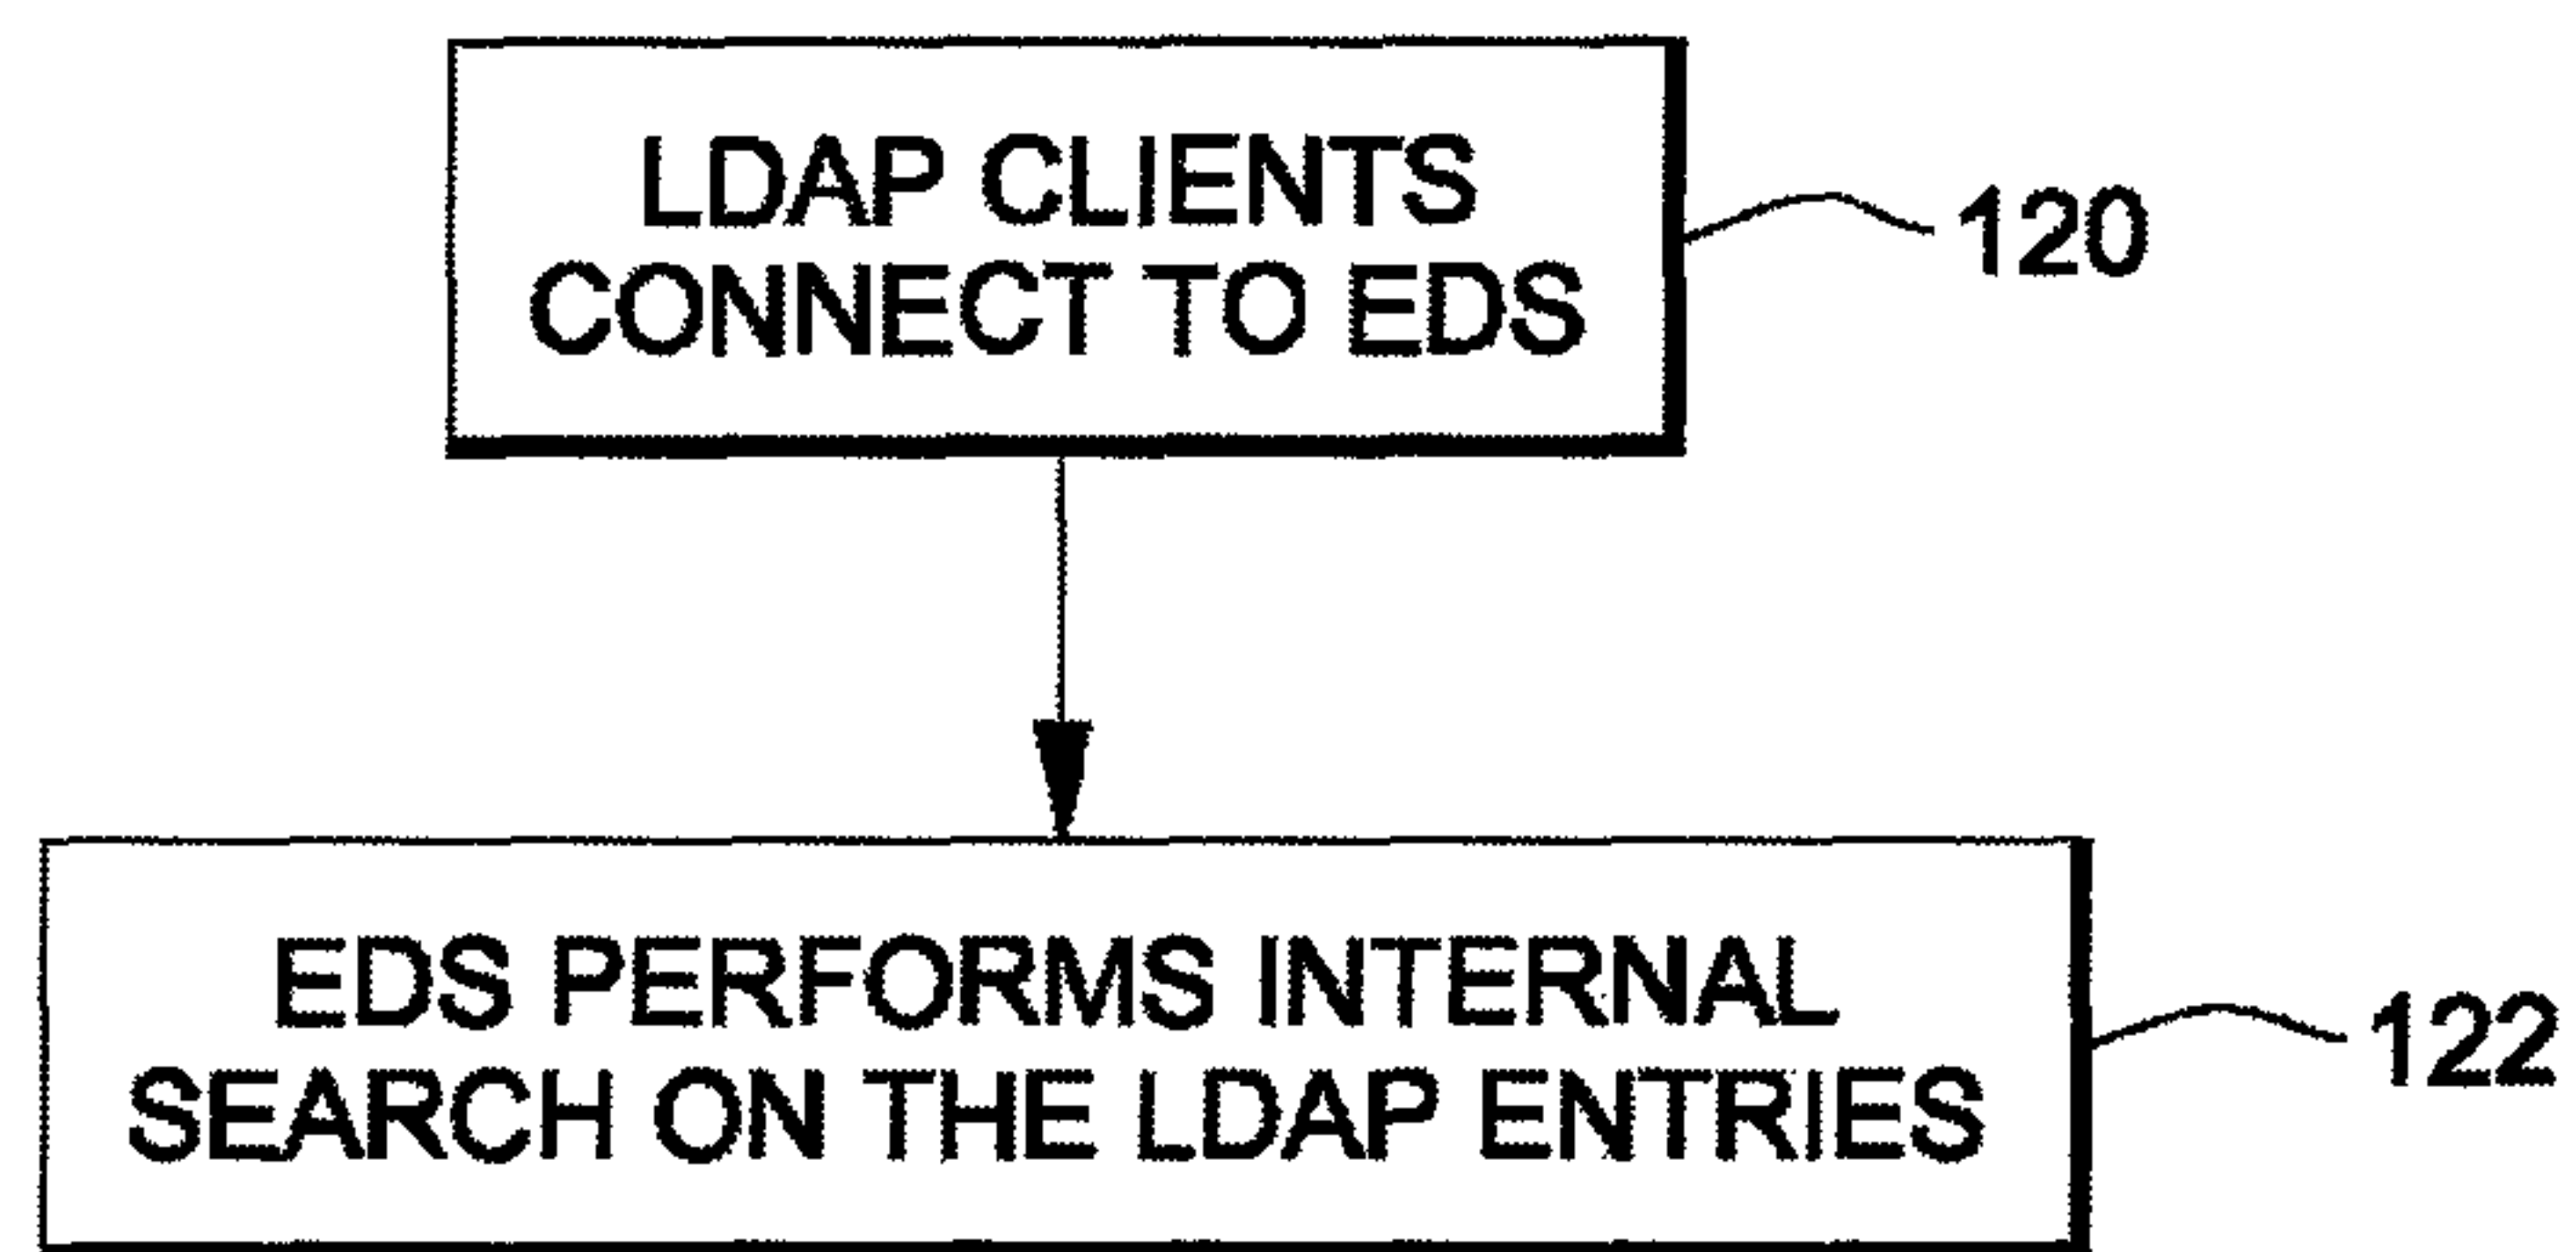 LDAP CLIENTS
CONNECT TO EDS
120
EDS PERFORMS INTERNAL
SEARCH ON THE LDAP ENTRIES
122